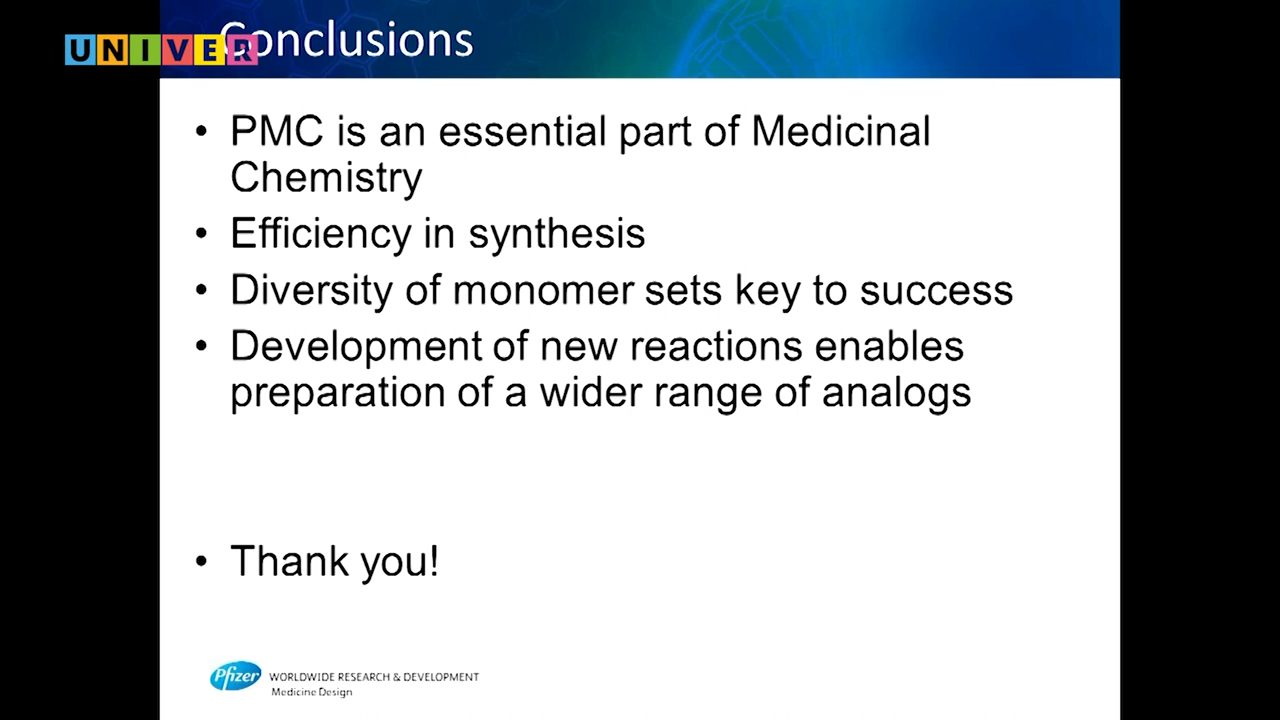 UNIVER
Conclusions
• PMC is an essential part of Medicinal
Chemistry
• Efficiency in synthesis
• Diversity of monomer sets key to success
• Development of new reactions enables
preparation of a wider range of analogs
• Thank you!
Pfizer
WORLDWIDE RESEARCH & DEVELOPMENT
Medicine Design